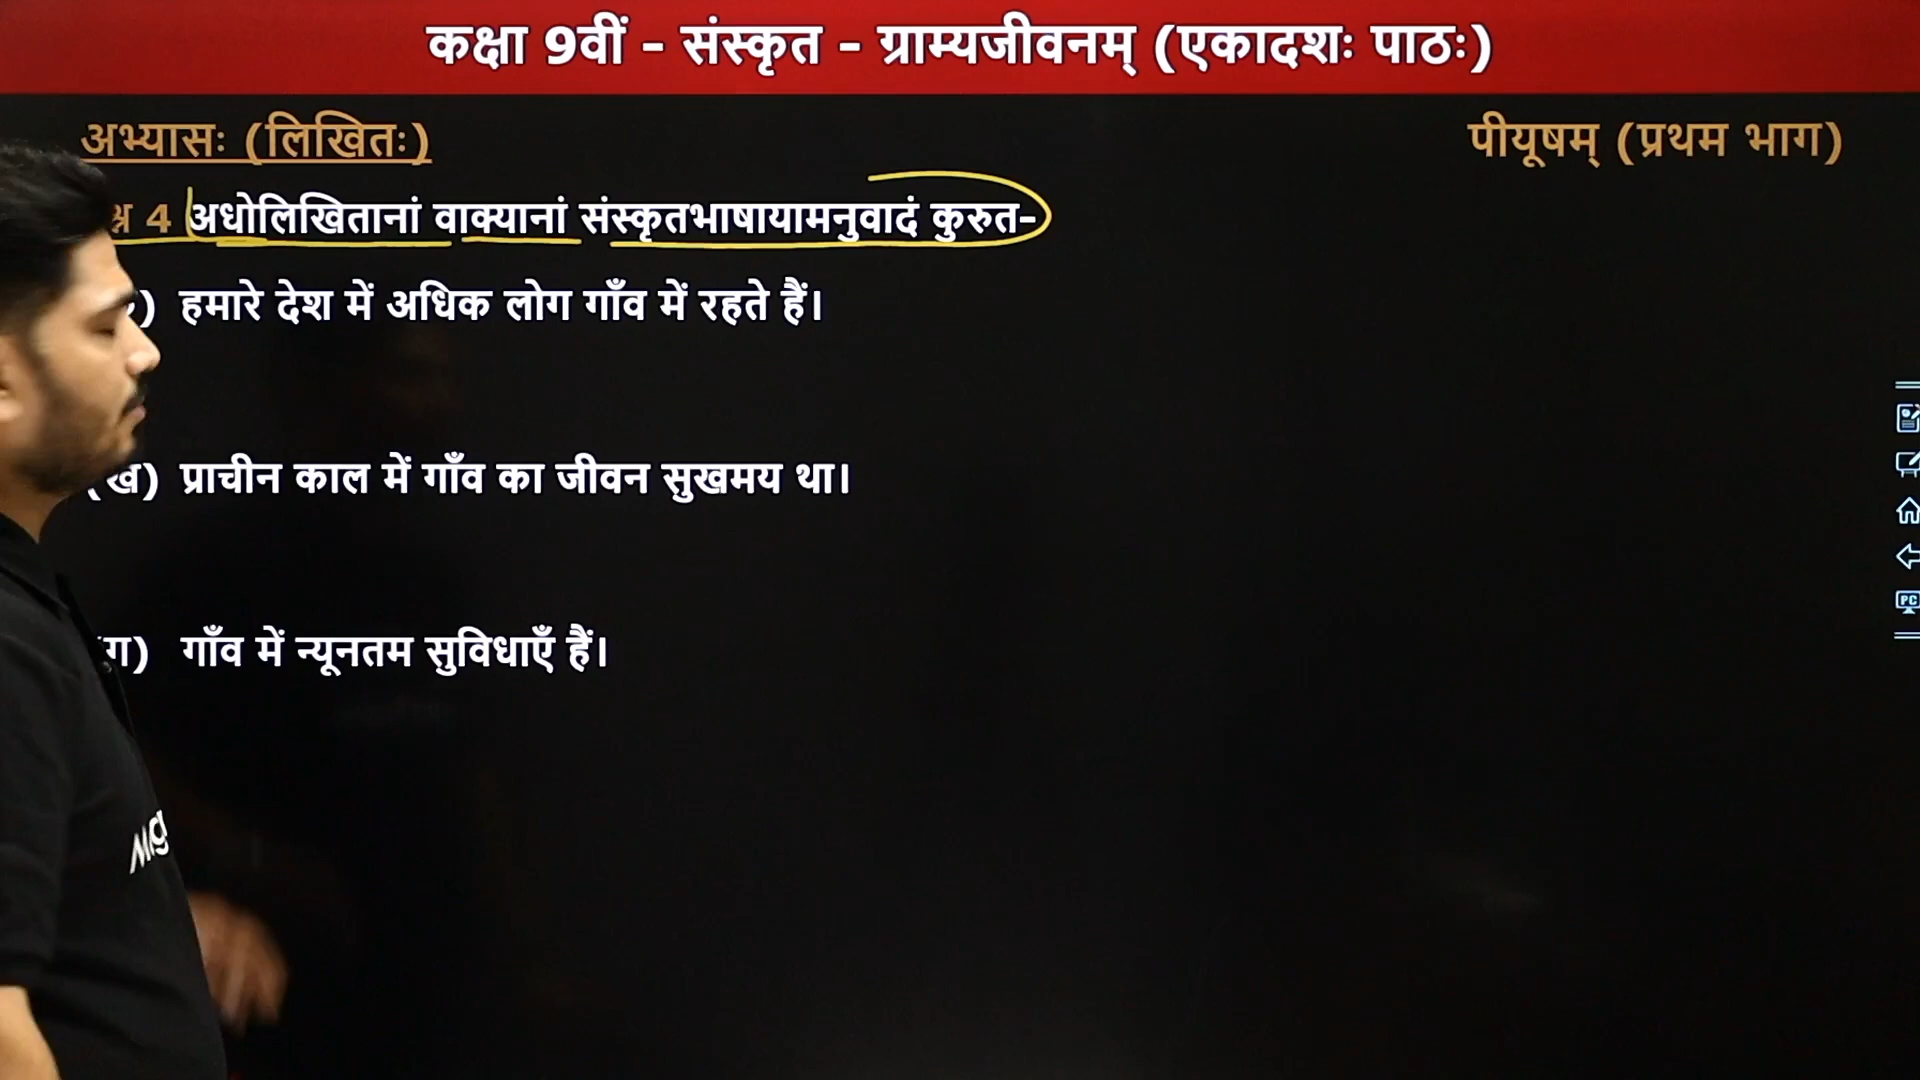 कक्षा 9वीं - संस्कृत - ग्राम्यजीवनम् (एकादशः पाठः)
अभ्यासः (लिखितः)
पीयूषम् (प्रथम भाग)
4 अधोलिखितानां वाक्यानां संस्कृतभाषायामनुवादं कुरुत-
हमारे देश में अधिक लोग गाँव में रहते हैं।
(ख) प्राचीन काल में गाँव का जीवन सुखमय था।
ग) गाँव में न्यूनतम सुविधाएँ हैं।
PC